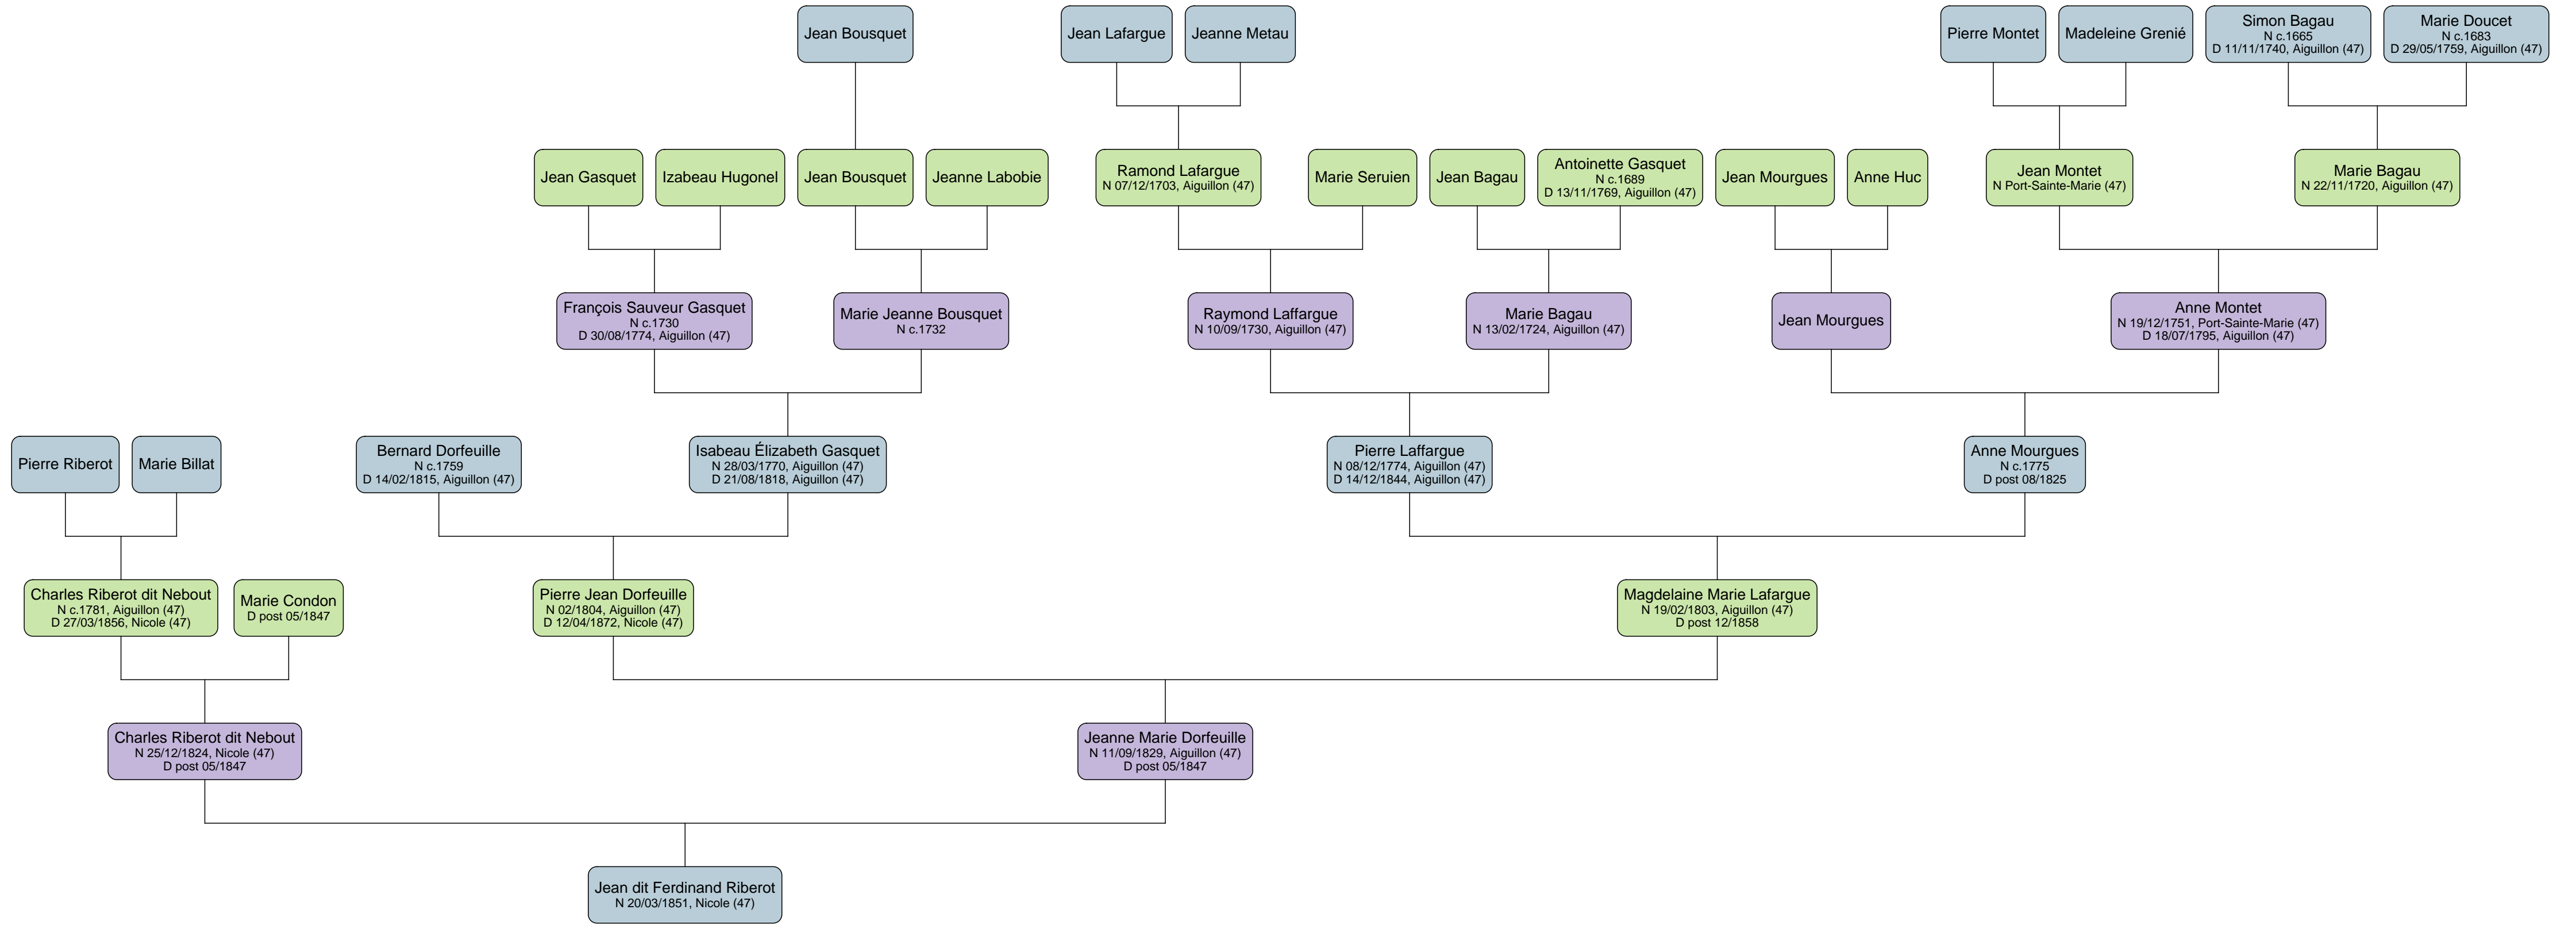 Jean Bousquet
Jean Lafargue
Jeanne Metau
Pierre Montet
Madeleine Grenié
Simon Bagau
N c.1665
D 11/11/1740, Aiguillon (47)
Marie Doucet
N c.1683
D 29/05/1759, Aiguillon (47)
Jean Gasquet
Izabeau Hugonel
Jean Bousquet
Jeanne Labobie
Ramond Lafargue
N 07/12/1703, Aiguillon (47)
Marie Seruien
Jean Bagau
Antoinette Gasquet
N c.1689
D 13/11/1769, Aiguillon (47)
Jean Mourgues
Anne Huc
Jean Montet
N Port-Sainte-Marie (47)
Marie Bagau
N 22/11/1720, Aiguillon (47)
François Sauveur Gasquet
N c.1730
D 30/08/1774, Aiguillon (47)
Marie Jeanne Bousquet
N c.1732
Raymond Laffargue
N 10/09/1730, Aiguillon (47)
Marie Bagau
N 13/02/1724, Aiguillon (47)
Jean Mourgues
Anne Montet
N 19/12/1751, Port-Sainte-Marie (47)
D 18/07/1795, Aiguillon (47)
Pierre Riberot
Marie Billat
Bernard Dorfeuille
N c.1759
D 14/02/1815, Aiguillon (47)
Isabeau Élizabeth Gasquet
N 28/03/1770, Aiguillon (47)
D 21/08/1818, Aiguillon (47)
Pierre Laffargue
N 08/12/1774, Aiguillon (47)
D 14/12/1844, Aiguillon (47)
Anne Mourgues
N c.1775
D post 08/1825
Charles Riberot dit Nebout
N c.1781, Aiguillon (47)
D 27/03/1856, Nicole (47)
Marie Condon
D post 05/1847
Pierre Jean Dorfeuille
N 02/1804, Aiguillon (47)
D 12/04/1872, Nicole (47)
Magdelaine Marie Lafargue
N 19/02/1803, Aiguillon (47)
D post 12/1858
Charles Riberot dit Nebout
N 25/12/1824, Nicole (47)
D post 05/1847
Jeanne Marie Dorfeuille
N 11/09/1829, Aiguillon (47)
D post 05/1847
Jean dit Ferdinand Riberot
N 20/03/1851, Nicole (47)